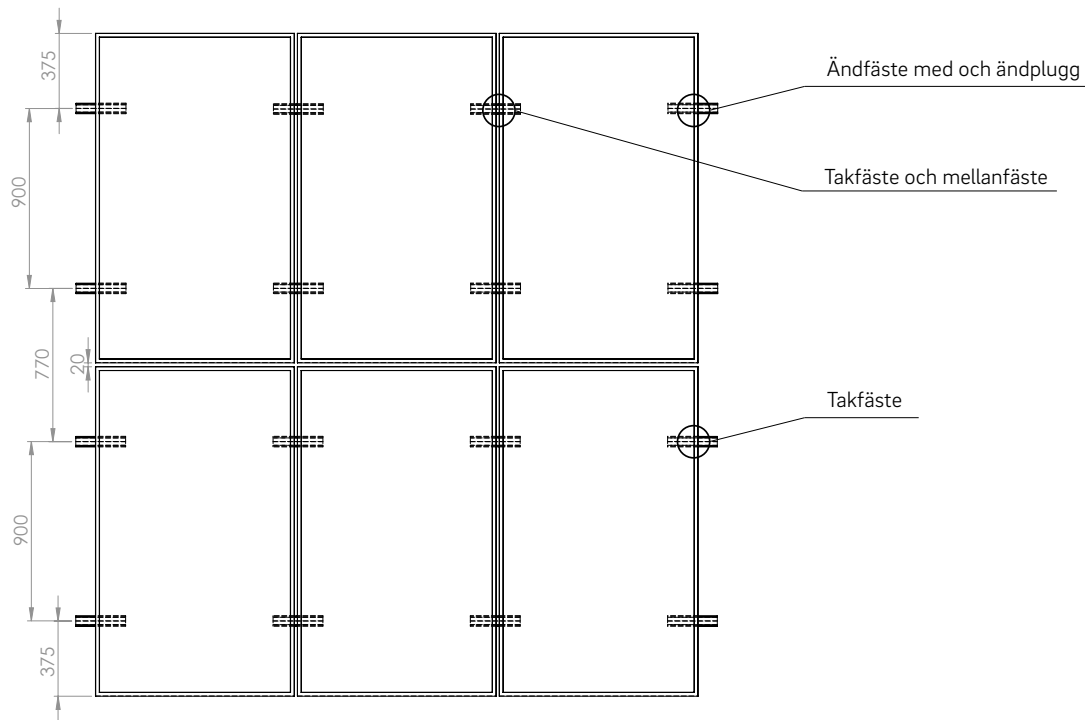 375
Ändfäste med och ändplugg
Takfäste och mellanfäste
900
770
20
Takfäste
900
375